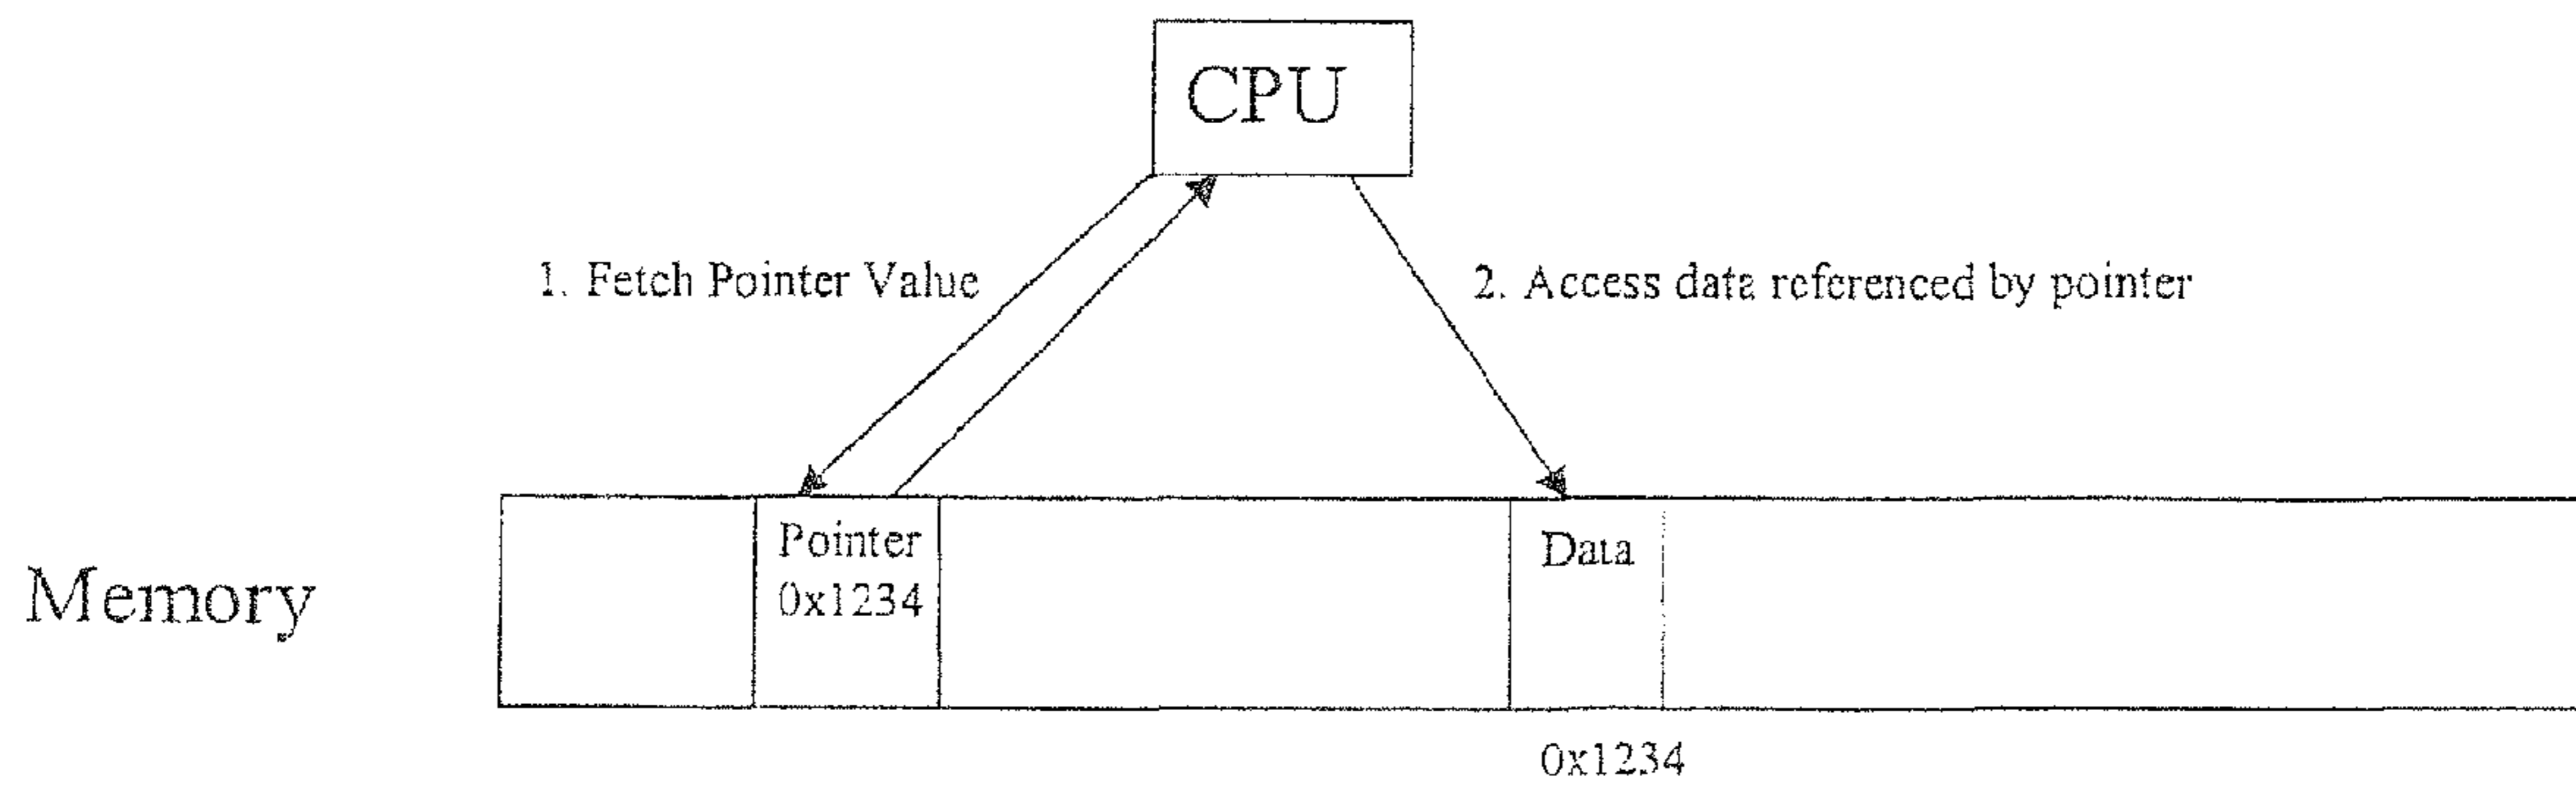 CPU
1. Fetch Pointer Value
2. Access data referenced by pointer
Memory
Pointer
0x1234
Data
0x1234